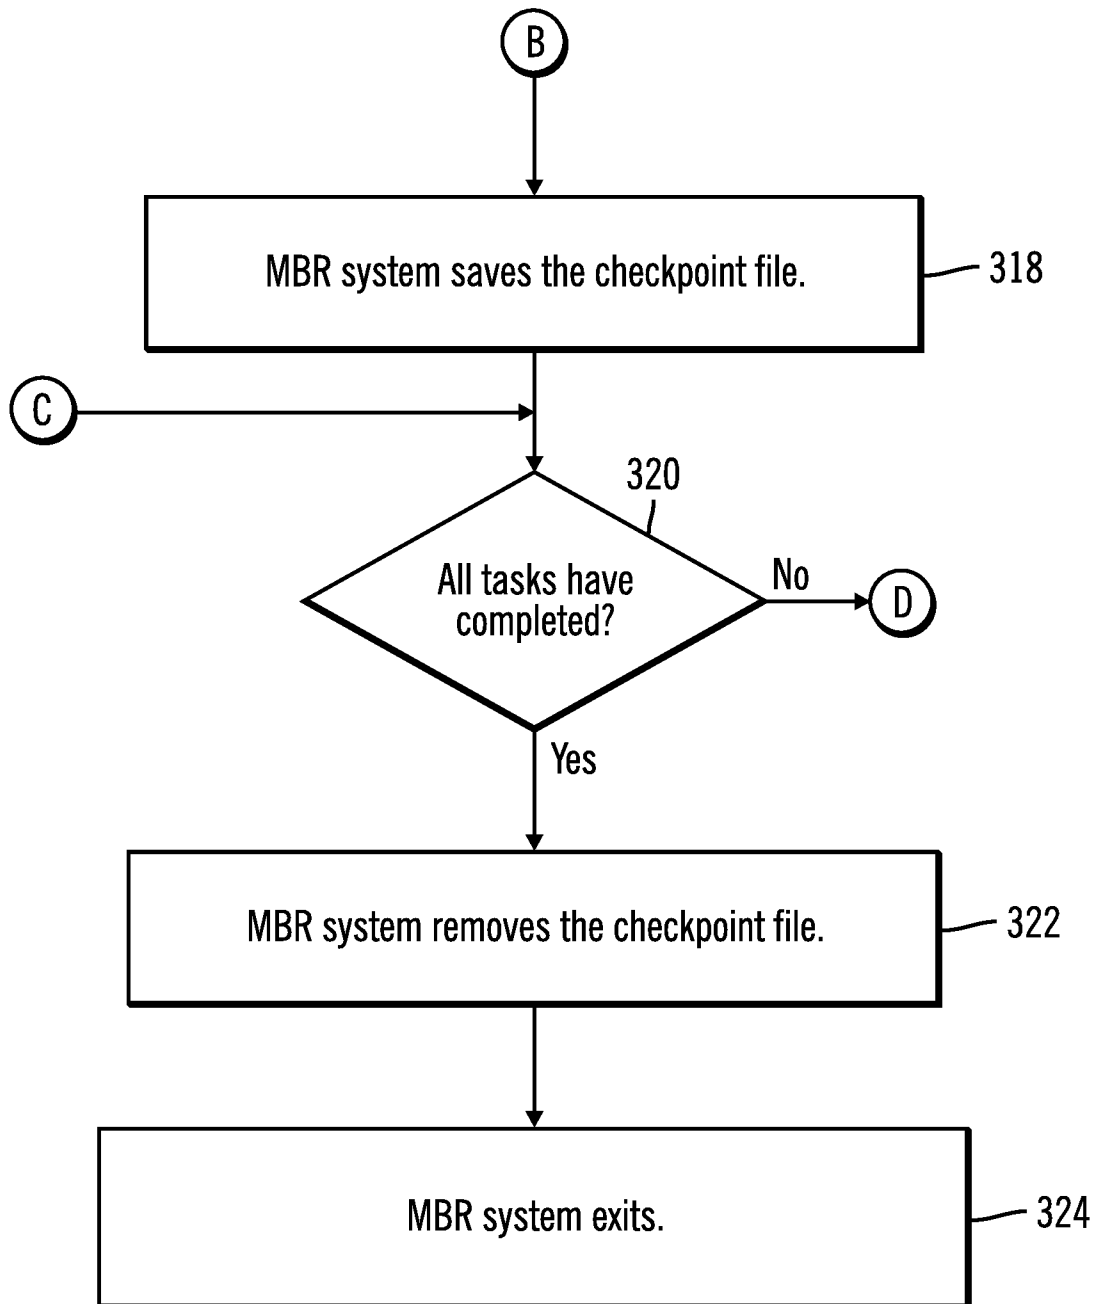 B
MBR system saves the checkpoint file.
318
C
320
All tasks have
completed?
No
D
Yes
MBR system removes the checkpoint file.
322
MBR system exits.
324